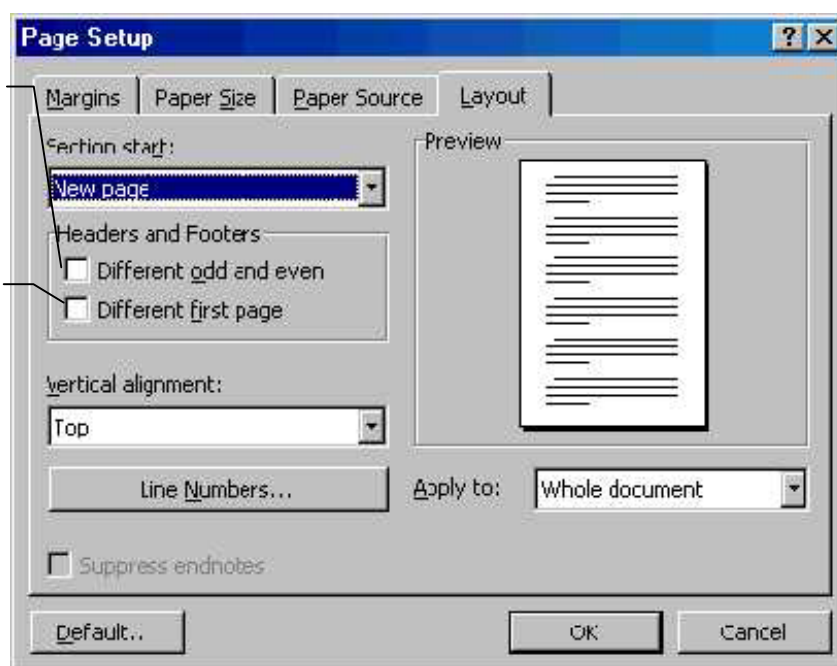 Page Setup
Margins Paper Size Paper Source Layout
Section start:
New page
Headers and Footers
Different odd and even
Different first page
Vertical alignment:
Top
Line Numbers...
Suppress endnotes
Preview
Apply to: Whole document
Default..
OK Cancel